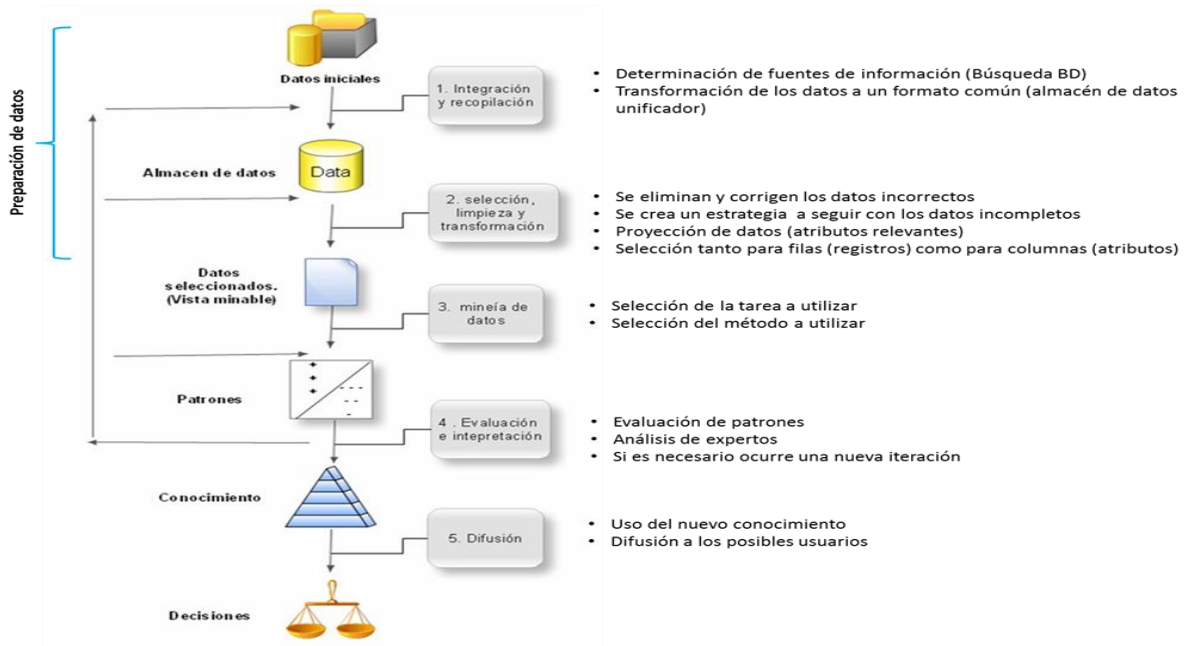 Preparación de datos
Datos iniciales
1. Integración
y recopilación
• Determinación de fuentes de información (Búsqueda BD)
• Transformación de los datos a un formato común (almacén de datos
unificador)
Almacen de datos
Data
2. selección,
limpieza y
transformación
• Se eliminan y corrigen los datos incorrectos
• Se crea un estrategia a seguir con los datos incompletos
• Proyección de datos (atributos relevantes)
• Selección tanto para filas (registros) como para columnas (atributos)
Datos
seleccionados.
(Vista minable)
3. mineía de
datos
• Selección de la tarea a utilizar
• Selección del método a utilizar
Patrones
4 . Evaluación
e intepretación
• Evaluación de patrones
• Análisis de expertos
• Si es necesario ocurre una nueva iteración
Conocimiento
5. Difusión
• Uso del nuevo conocimiento
• Difusión a los posibles usuarios
Decisiones